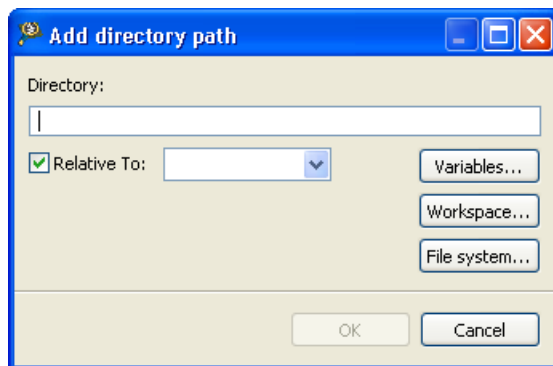 Add directory path
Directory:
Relative To:
Variables...
Workspace...
File system...
OK
Cancel